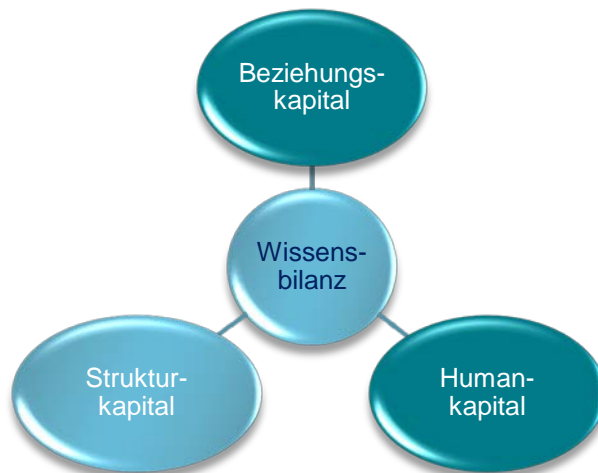 Beziehungs-
kapital
Wissens-
bilanz
Struktur-
kapital
Human-
kapital